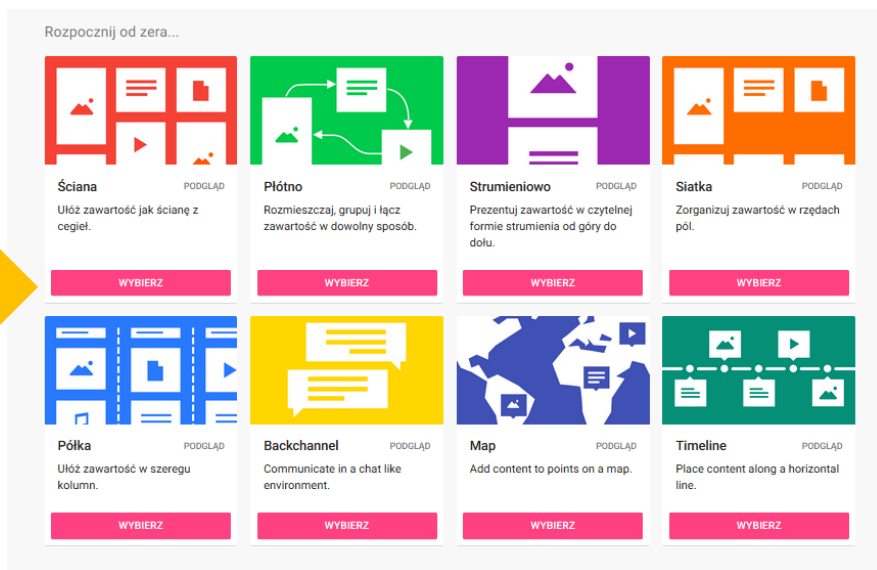 Rozpocznij od zera...
Ściana PODGLĄD
Ułóż zawartość jak ścianę z
cegieł.
WYBIERZ
Płótno PODGLĄD
Rozmieszczaj, grupuj i łącz
zawartość w dowolny sposób.
WYBIERZ
Strumieniowo PODGLĄD
Prezentuj zawartość w czytelnej
formie strumienia od góry do
dołu.
WYBIERZ
Siatka PODGLĄD
Zorganizuj zawartość w rzędach
pól.
WYBIERZ
Półka PODGLĄD
Ułóż zawartość w szeregu
kolumn.
WYBIERZ
Backchannel PODGLĄD
Communicate in a chat like
environment.
WYBIERZ
Map PODGLĄD
Add content to points on a map.
WYBIERZ
Timeline PODGLĄD
Place content along a horizontal
line.
WYBIERZ